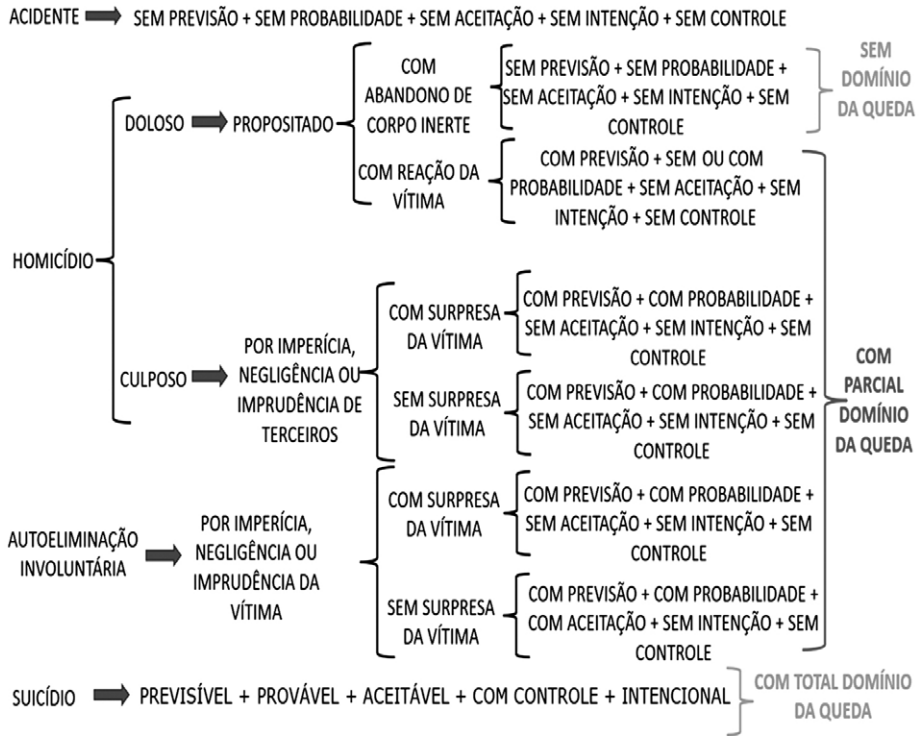 ACIDENTE SEM PREVISÃO + SEM PROBABILIDADE + SEM ACEITAÇÃO + SEM INTENÇÃO + SEM CONTROLE
HOMICÍDIO
DOLOSO
PROPOSITADO
COM
ABANDONO DE
CORPO INERTE
SEM PREVISÃO + SEM PROBABILIDADE +
SEM ACEITAÇÃO + SEM INTENÇÃO + SEM
CONTROLE
SEM
DOMÍNIO
DA QUEDA
COM REAÇÃO DA
VÍTIMA
COM PREVISÃO + SEM OU COM
PROBABILIDADE + SEM ACEITAÇÃO + SEM
INTENÇÃO + SEM CONTROLE
CULPOSO
POR IMPERÍCIA,
NEGLIGÊNCIA OU
IMPRUDÊNCIA DE
TERCEIROS
COM SURPRESA
DA VÍTIMA
COM PREVISÃO + COM PROBABILIDADE +
SEM ACEITAÇÃO + SEM INTENÇÃO + SEM
CONTROLE
SEM SURPRESA
DA VÍTIMA
COM PREVISÃO + COM PROBABILIDADE +
SEM ACEITAÇÃO + SEM INTENÇÃO + SEM
CONTROLE
COM
PARCIAL
DOMÍNIO
DA QUEDA
AUTOELIMINAÇÃO
INVOLUNTÁRIA
POR IMPERÍCIA,
NEGLIGÊNCIA OU
IMPRUDÊNCIA DA
VÍTIMA
COM SURPRESA
DA VÍTIMA
COM PREVISÃO + COM PROBABILIDADE +
SEM ACEITAÇÃO + SEM INTENÇÃO + SEM
CONTROLE
SEM SURPRESA
DA VÍTIMA
COM PREVISÃO + COM PROBABILIDADE +
COM ACEITAÇÃO + SEM INTENÇÃO + SEM
CONTROLE
SUICÍDIO PREVISÍVEL + PROVÁVEL + ACEITÁVEL + COM CONTROLE + INTENCIONAL
COM TOTAL DOMÍNIO
DA QUEDA